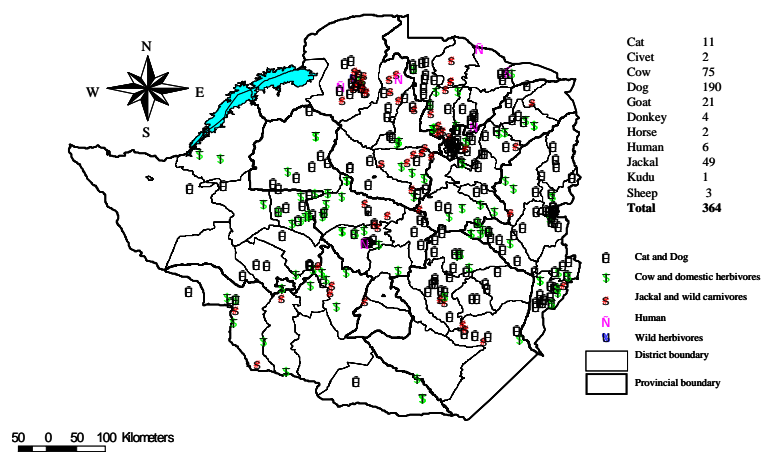 N
W E
S
Cat 11
Civet 2
Cow 75
Dog 190
Goat 21
Donkey 4
Horse 2
Human 6
Jackal 49
Kudu 1
Sheep 3
Total 364
Cat and Dog
Cow and domestic herbivores
Jackal and wild carnivores
Human
Wild herbivores
District boundary
Provincial boundary
50 0 50 100 Kilometers